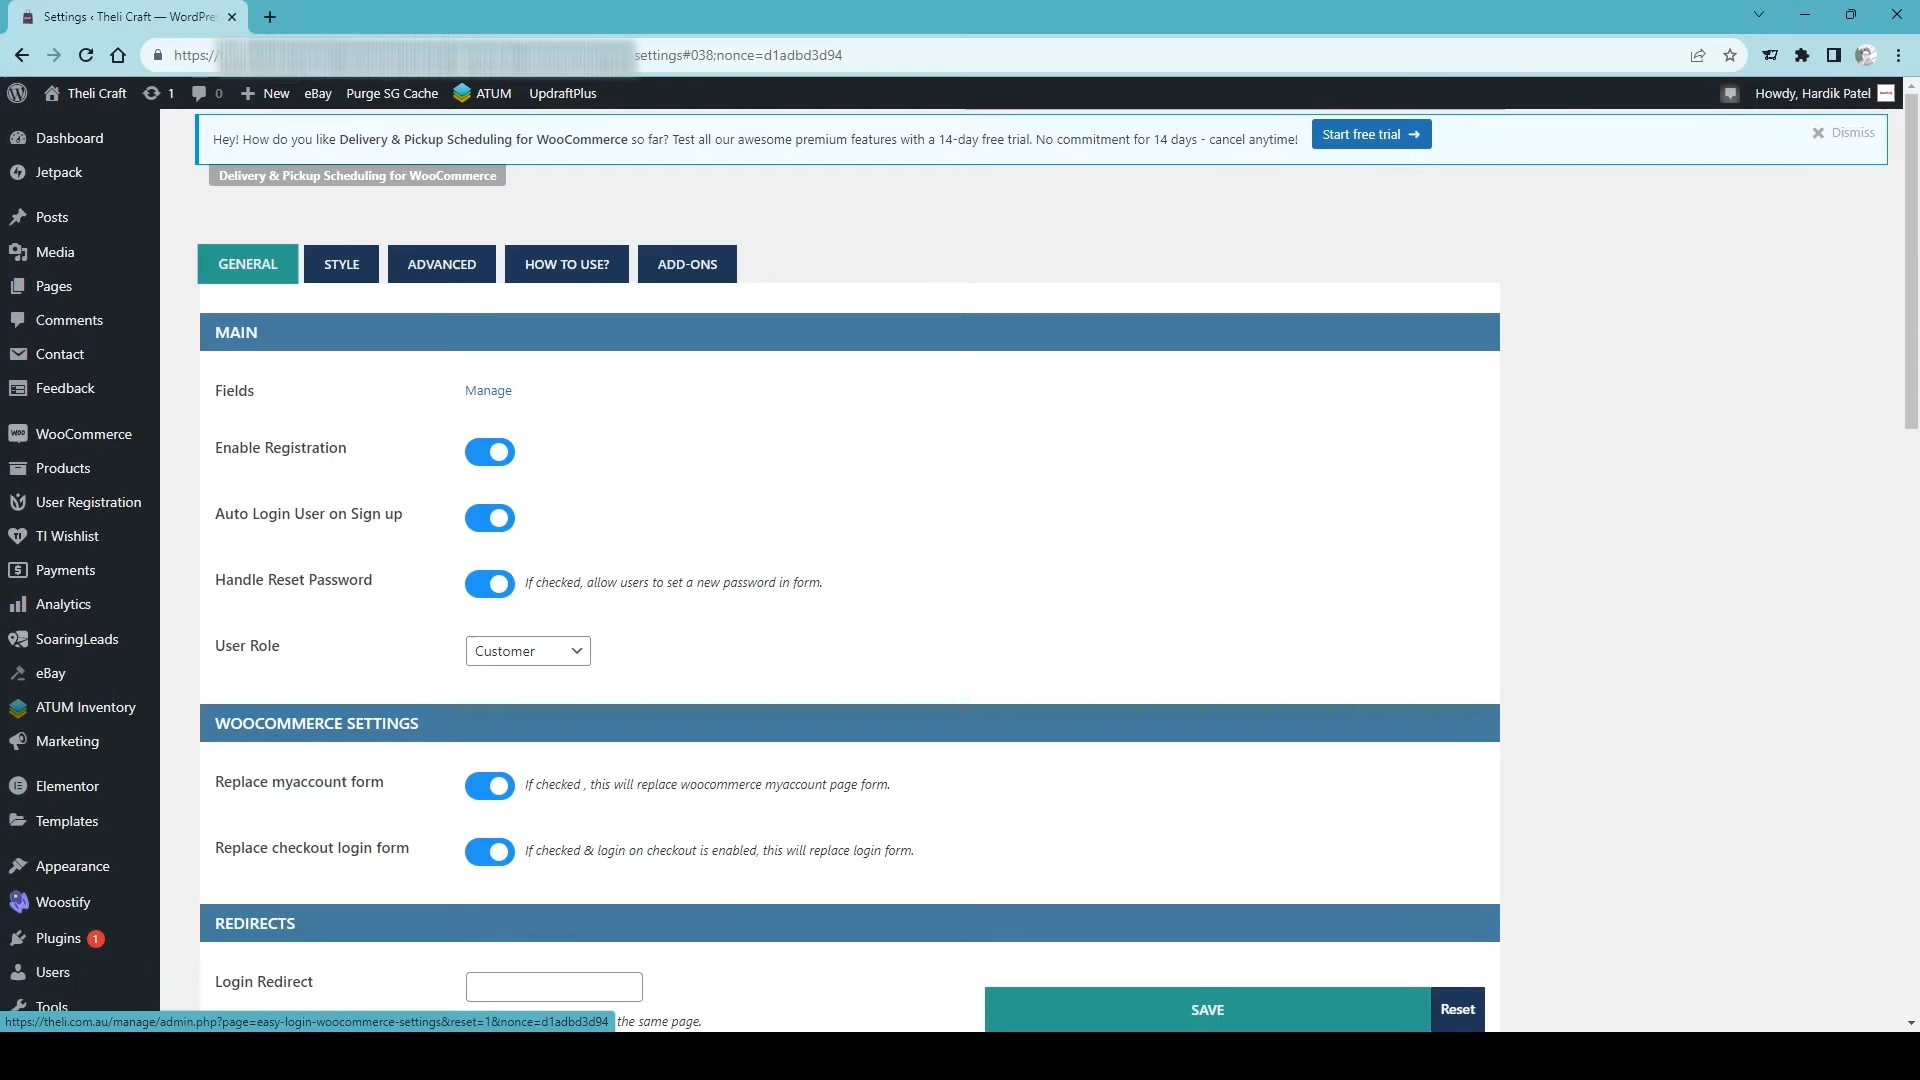 Settings ‹ Theli Craft — WordPre
https://
settings#038;nonce=d1adbd3d94
Theli Craft 1 0 New eBay Purge SG Cache ATUM UpdraftPlus
Howdy, Hardik Patel
Hey! How do you like Delivery & Pickup Scheduling for WooCommerce so far? Test all our awesome premium features with a 14-day free trial. No commitment for 14 days - cancel anytime! Start free trial → Dismiss
Delivery & Pickup Scheduling for WooCommerce
Dashboard
Jetpack
Posts
Media
Pages
Comments
Contact
Feedback
WooCommerce
Products
User Registration
TI Wishlist
Payments
Analytics
SoaringLeads
eBay
ATUM Inventory
Marketing
Elementor
Templates
Appearance
Woostify
Plugins 1
Users
Tools
GENERAL STYLE ADVANCED HOW TO USE? ADD-ONS
MAIN
Fields Manage
Enable Registration
Auto Login User on Sign up
Handle Reset Password If checked, allow users to set a new password in form.
User Role Customer
WOOCOMMERCE SETTINGS
Replace myaccount form If checked , this will replace woocommerce myaccount page form.
Replace checkout login form If checked & login on checkout is enabled, this will replace login form.
REDIRECTS
Login Redirect
the same page.
SAVE Reset
https://theli.com.au/manage/admin.php?page=easy-login-woocommerce-settings&reset=1&nonce=d1adbd3d94